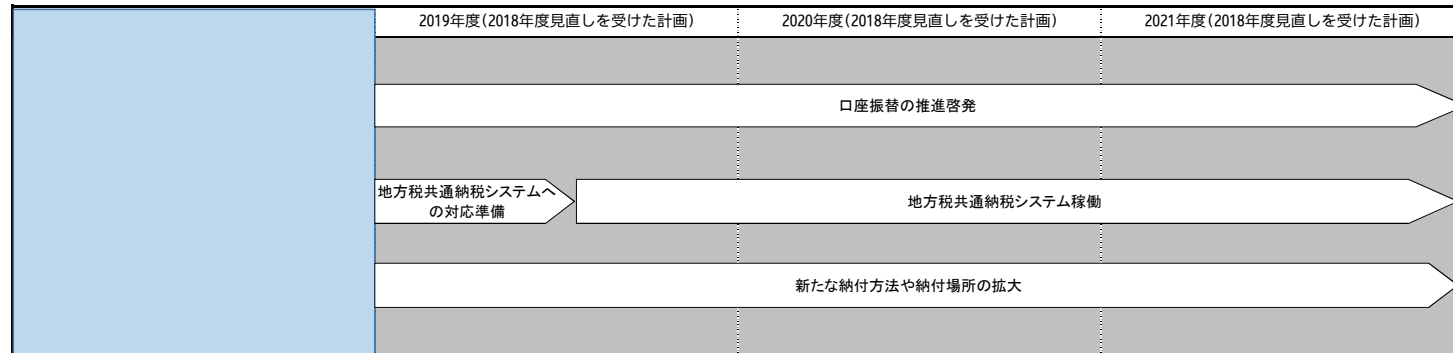 2019年度(2018年度見直しを受けた計画)
2020年度(2018年度見直しを受けた計画)
2021年度(2018年度見直しを受けた計画)
口座振替の推進啓発
地方税共通納税システムへ
の対応準備
地方税共通納税システム稼働
新たな納付方法や納付場所の拡大